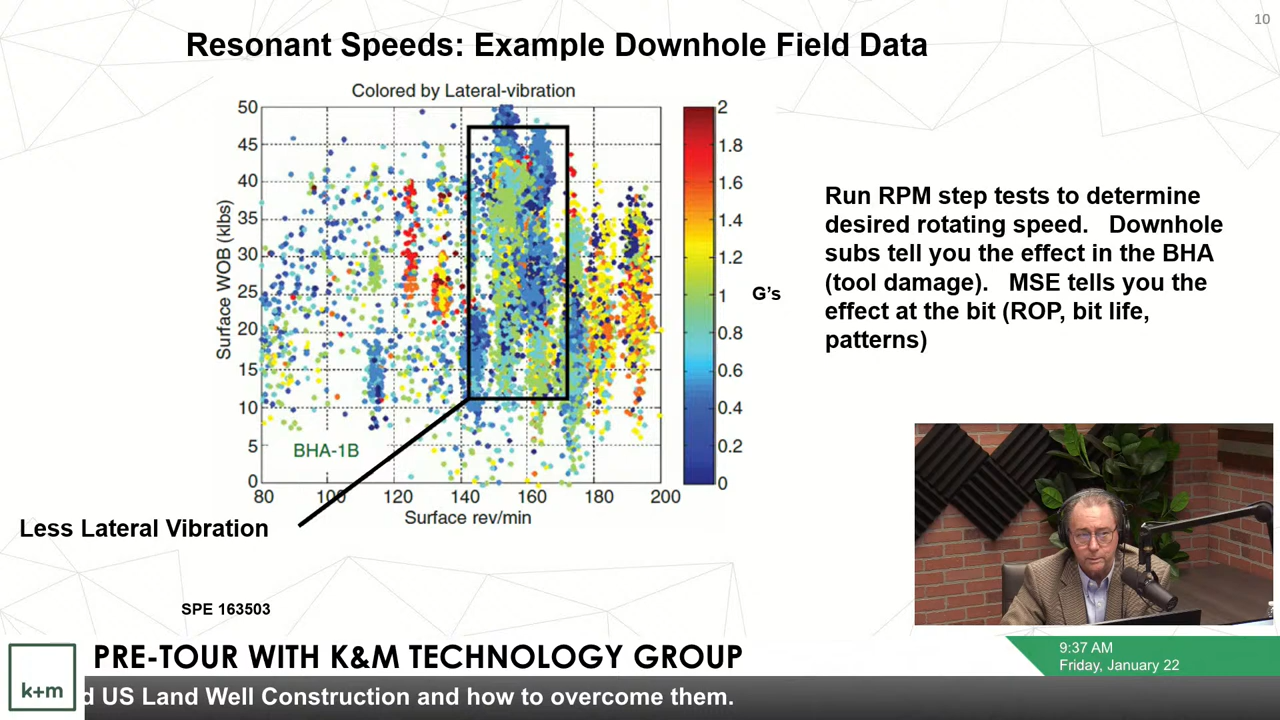 10
Resonant Speeds: Example Downhole Field Data
Colored by Lateral-vibration
50
45
40
35
30
25
20
15
10
5
0
Surface WOB (klbs)
BHA-1B
80 100 120 140 160 180 200
Surface rev/min
2
1.8
1.6
1.4
1.2
1
0.8
0.6
0.4
0.2
0
G's
Run RPM step tests to determine
desired rotating speed. Downhole
subs tell you the effect in the BHA
(tool damage). MSE tells you the
effect at the bit (ROP, bit life,
patterns)
Less Lateral Vibration
SPE 163503
k+m
PRE-TOUR WITH K&M TECHNOLOGY GROUP
9:37 AM
Friday, January 22
d US Land Well Construction and how to overcome them.